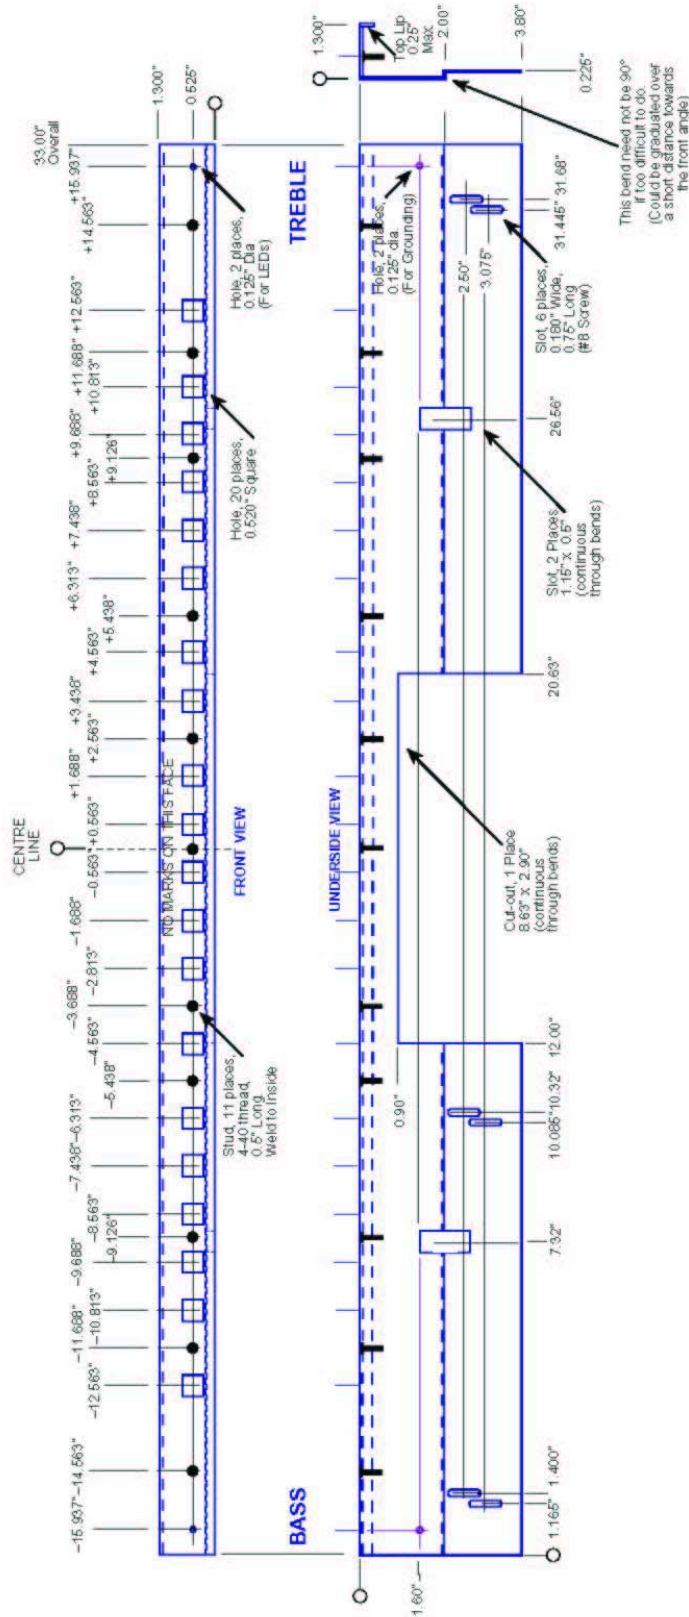 CENTRE
LINE
33.00"
Overall
−15.937"
−14.563"
−12.563"
−11.688"
−10.813"
−9.688"
−9.126"
−8.563"
−7.438"
−6.313"
−5.438"
−4.563"
−3.688"
−2.813"
−1.688"
−0.563"
+0.563"
+1.688"
+2.563"
+3.438"
+4.563"
+5.438"
+6.313"
+7.438"
+8.563"
+9.126"
+9.688"
+10.813"
+11.688"
+12.563"
+14.563"
+15.937"
1.300"
0.525"
NO MARKS ON THIS FACE
Stud, 11 places,
4-40 thread,
0.5" Long
Weld to Inside
FRONT VIEW
Hole, 20 places,
0.520" Square
Hole, 2 places,
0.125" Dia
(For LEDs)
BASS
UNDERSIDE VIEW
TREBLE
1.300"
Top Lip
0.25"
Max
2.00"
3.80"
0.225"
Hole, 2 places,
0.125" dia.
(For Grounding)
1.60"
0.90"
2.50"
3.075"
Cut-out, 1 Place
8.63" X 2.90"
(continuous
through bends)
Slot, 2 Places
1.15" X 0.5"
(continuous
through bends)
Slot, 6 places,
0.180" Wide,
0.75" Long
(#8 Screw)
This bend need not be 90°
if too difficult to do.
(Could be graduated over
a short distance towards
the front angle)
1.165"
1.400"
7.32"
10.085"
10.32"
12.00"
20.63"
26.56"
31.445"
31.68"